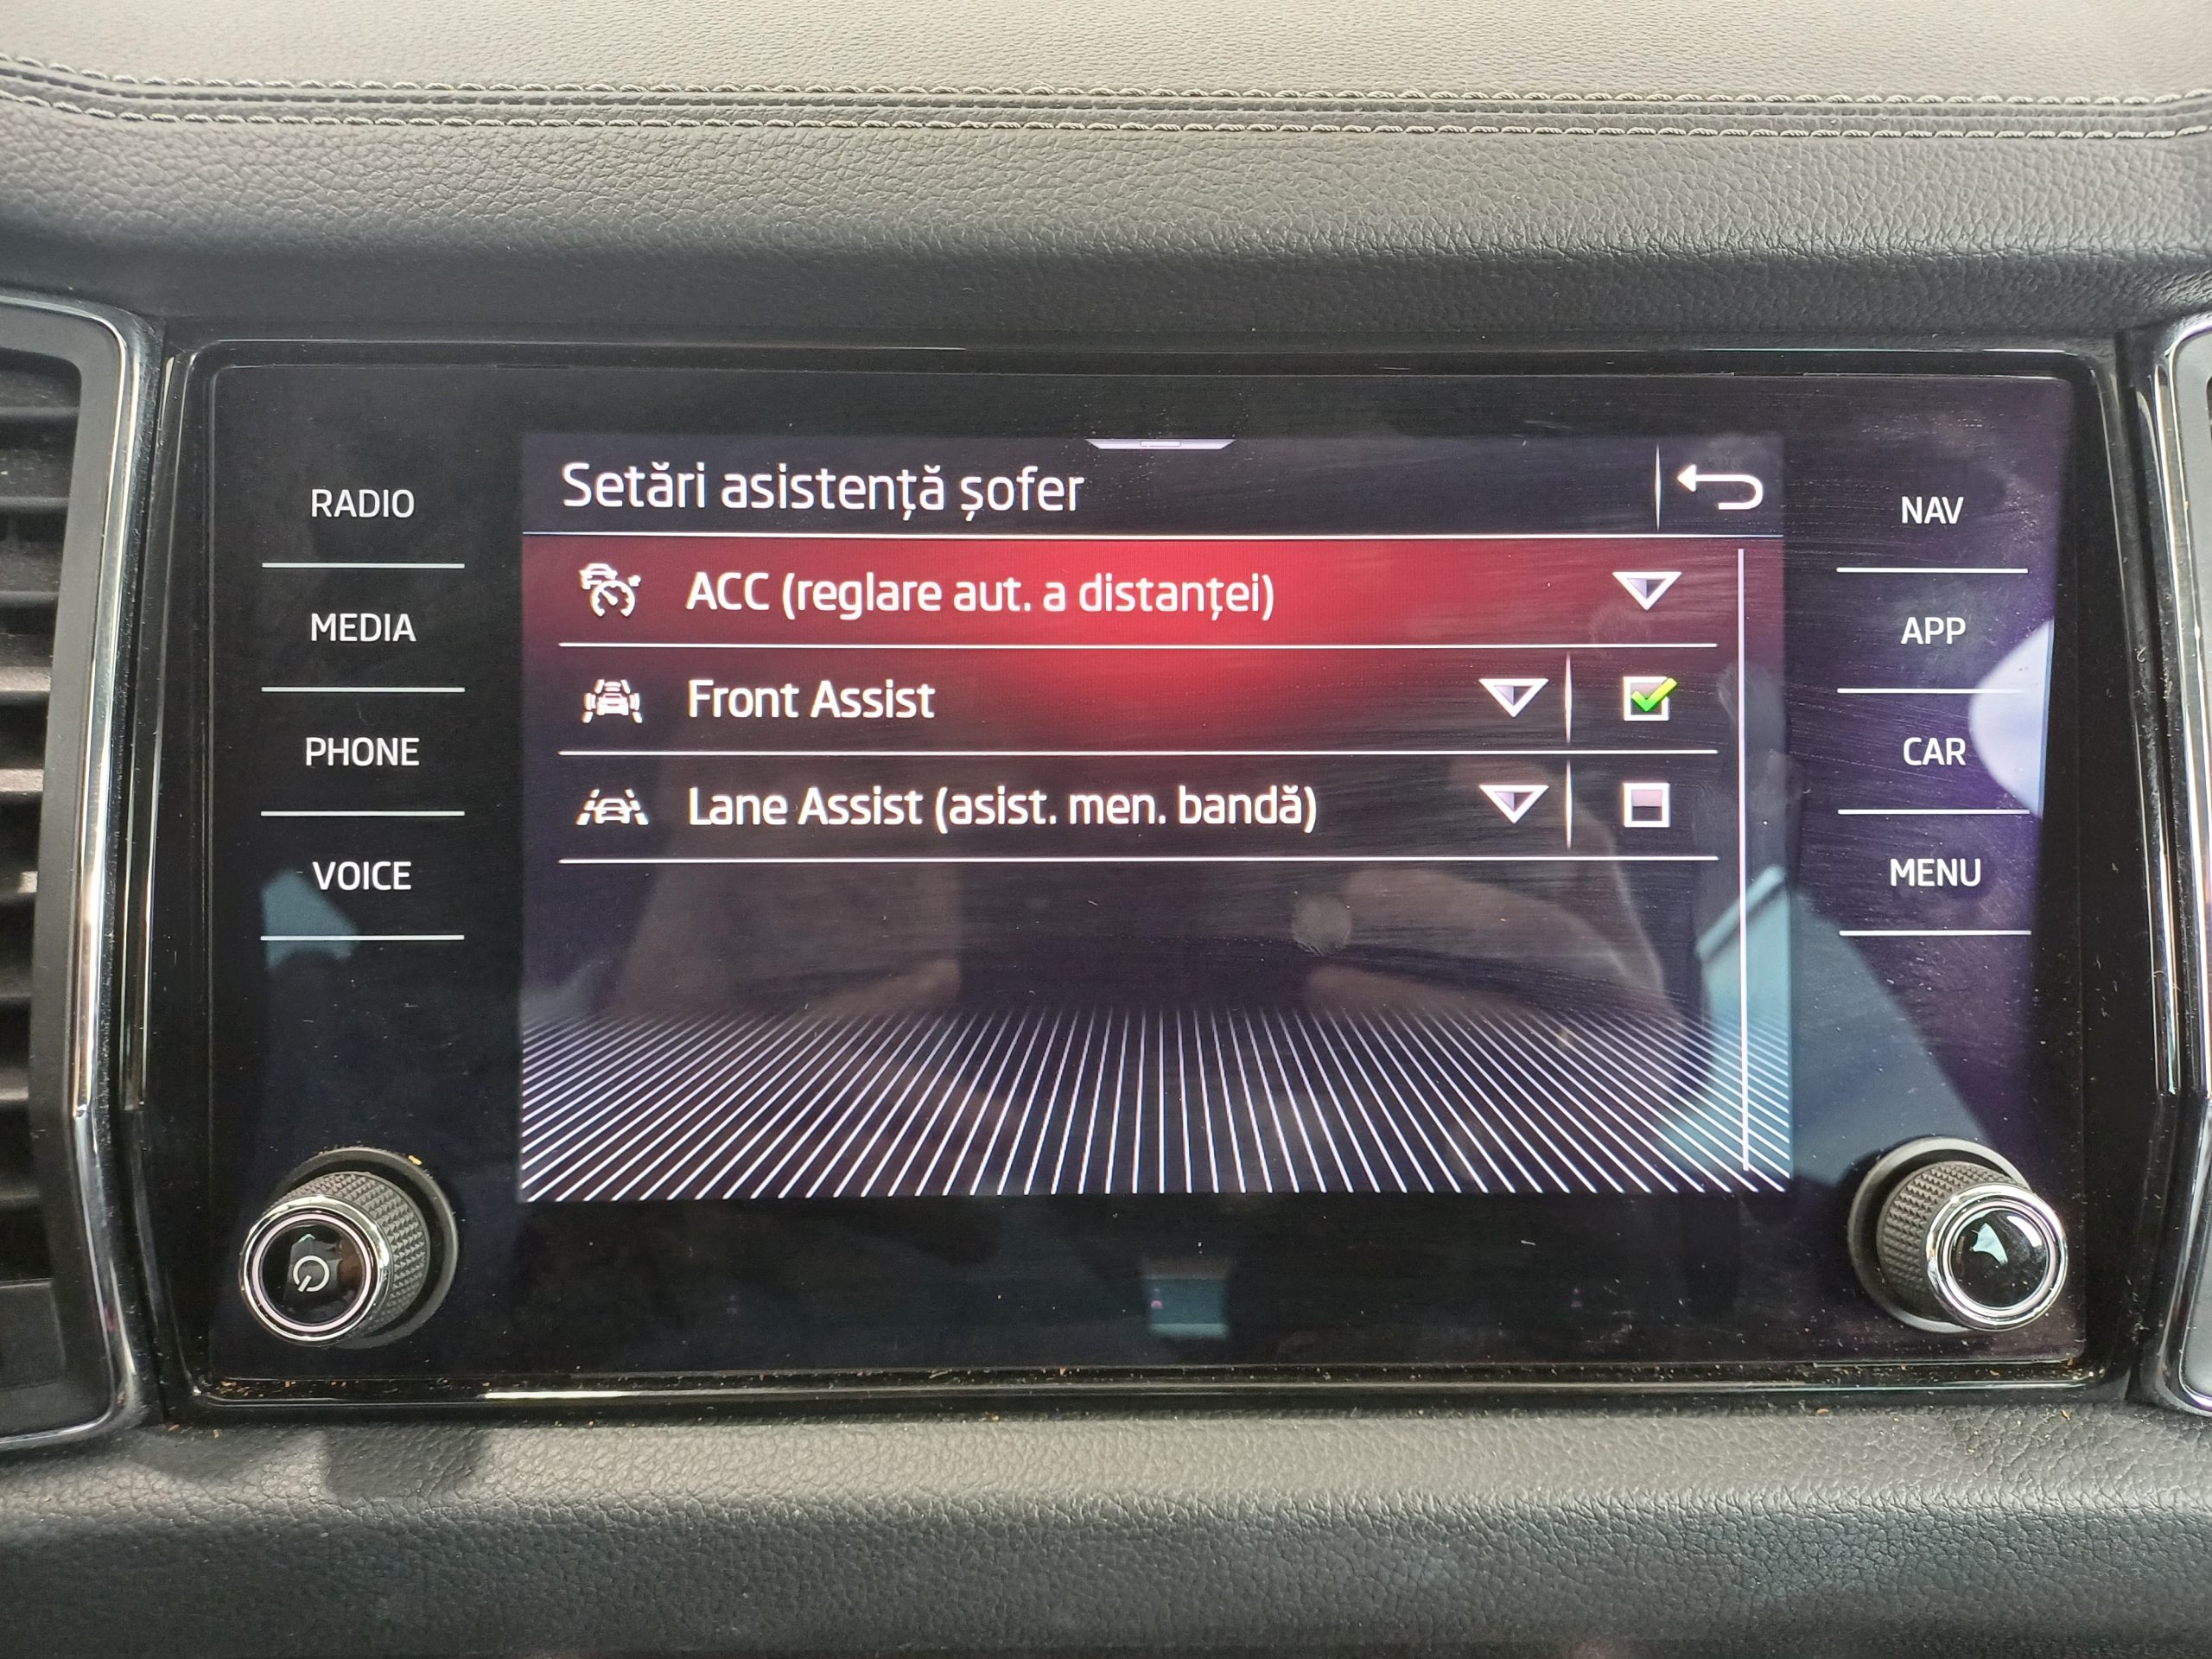 Setări asistență șofer
ACC (reglare aut. a distanței)
Front Assist
Lane Assist (asist. men. bandă)
RADIO
MEDIA
PHONE
VOICE
NAV
APP
CAR
MENU